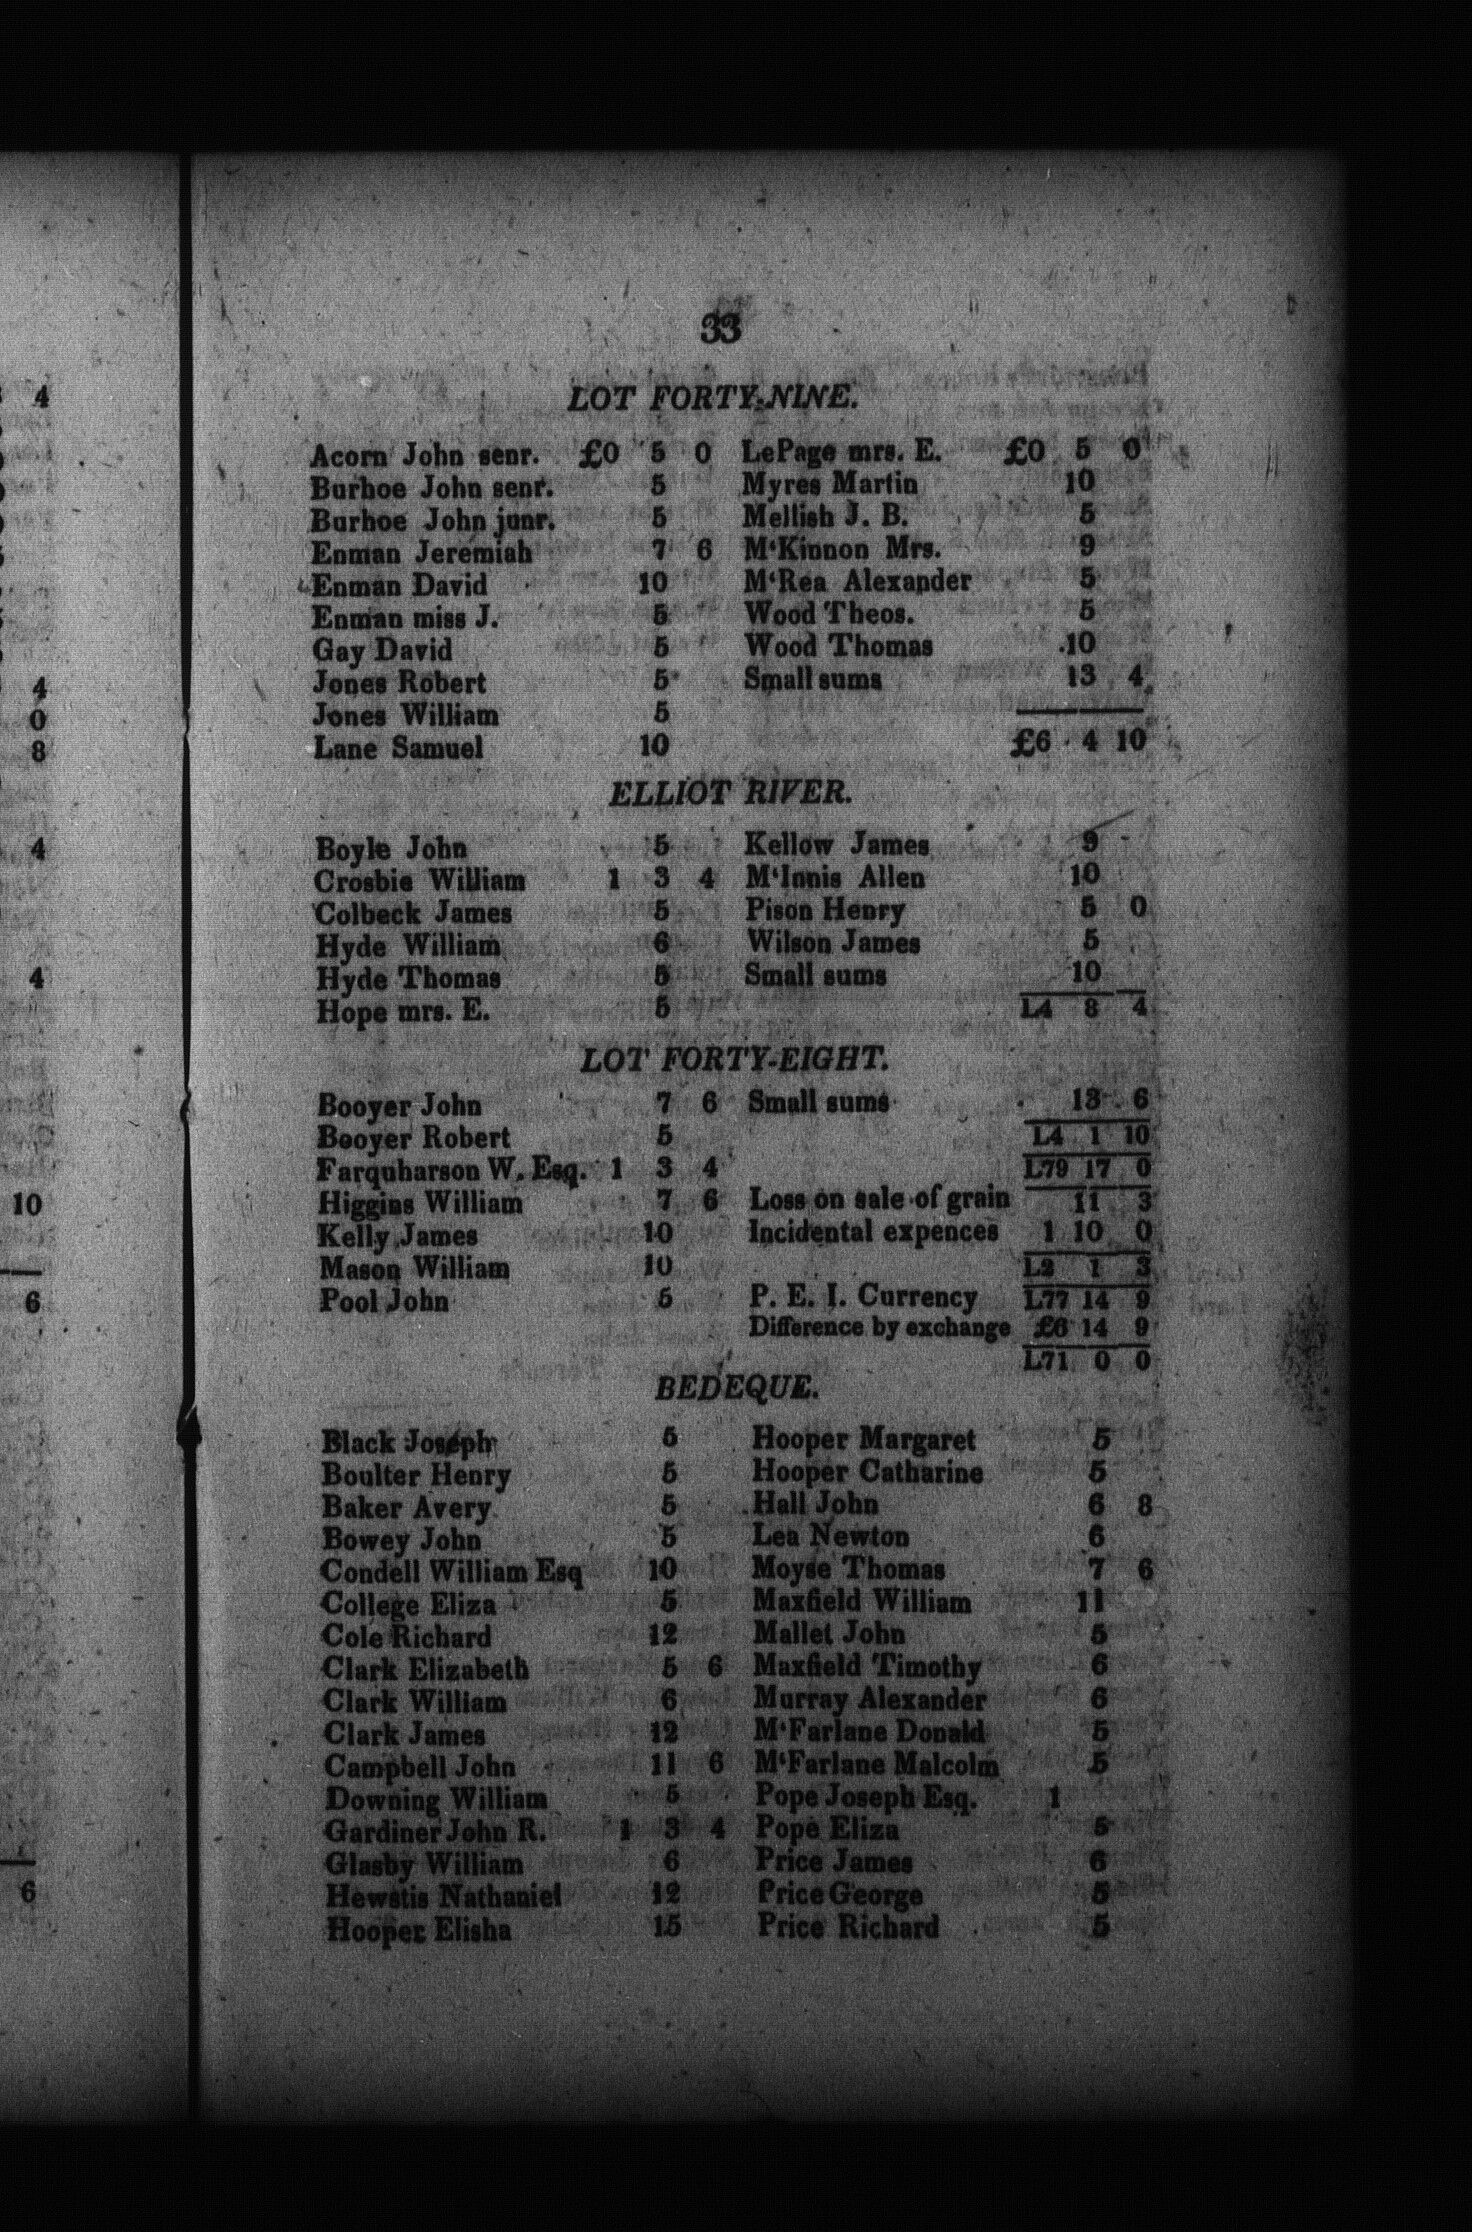 33
LOT FORTY-NINE.
Acorn John senr. £0 5 0
Burhoe John senr. 5
Burhoe John junr. 5
Enman Jeremiah 7 6
Enman David 10
Enman miss J. 5
Gay David 5
Jones Robert 5
Jones William 5
Lane Samuel 10
LePage mrs. E. £0 5 0
Myres Martin 10
Mellish J. B. 5
M‘Kinnon Mrs. 9
M‘Rea Alexander 5
Wood Theos. 5
Wood Thomas 10
Small sums 13 4
£6 4 10
ELLIOT RIVER.
Boyle John 5
Crosbie William 1 3 4
Colbeck James 5
Hyde William 6
Hyde Thomas 5
Hope mrs. E. 5
Kellow James 9
M‘Innis Allen 10
Pison Henry 5 0
Wilson James 5
Small sums 10
L4 8 4
LOT FORTY-EIGHT.
Booyer John 7 6
Booyer Robert 5
Farquharson W. Esq. 1 3 4
Higgins William 7 6
Kelly James 10
Mason William 10
Pool John 5
Small sums 13 6
L4 1 10
L79 17 0
Loss on sale of grain 11 3
Incidental expences 1 10 0
L2 1 3
P. E. I. Currency L77 14 9
Difference by exchange £6 14 9
L71 0 0
BEDEQUE.
Black Joseph 5
Boulter Henry 5
Baker Avery 5
Bowey John 5
Condell William Esq 10
College Eliza 5
Cole Richard 12
Clark Elizabeth 5 6
Clark William 6
Clark James 12
Campbell John 11 6
Downing William 5
Gardiner John R. 1 3 4
Glasby William 6
Hewstis Nathaniel 12
Hooper Elisha 15
Hooper Margaret 5
Hooper Catharine 5
Hall John 6 8
Lea Newton 6
Moyse Thomas 7 6
Maxfield William 11
Mallet John 5
Maxfield Timothy 6
Murray Alexander 6
M‘Farlane Donald 5
M‘Farlane Malcolm 5
Pope Joseph Esq. 1
Pope Eliza 5
Price James 6
Price George 5
Price Richard 5